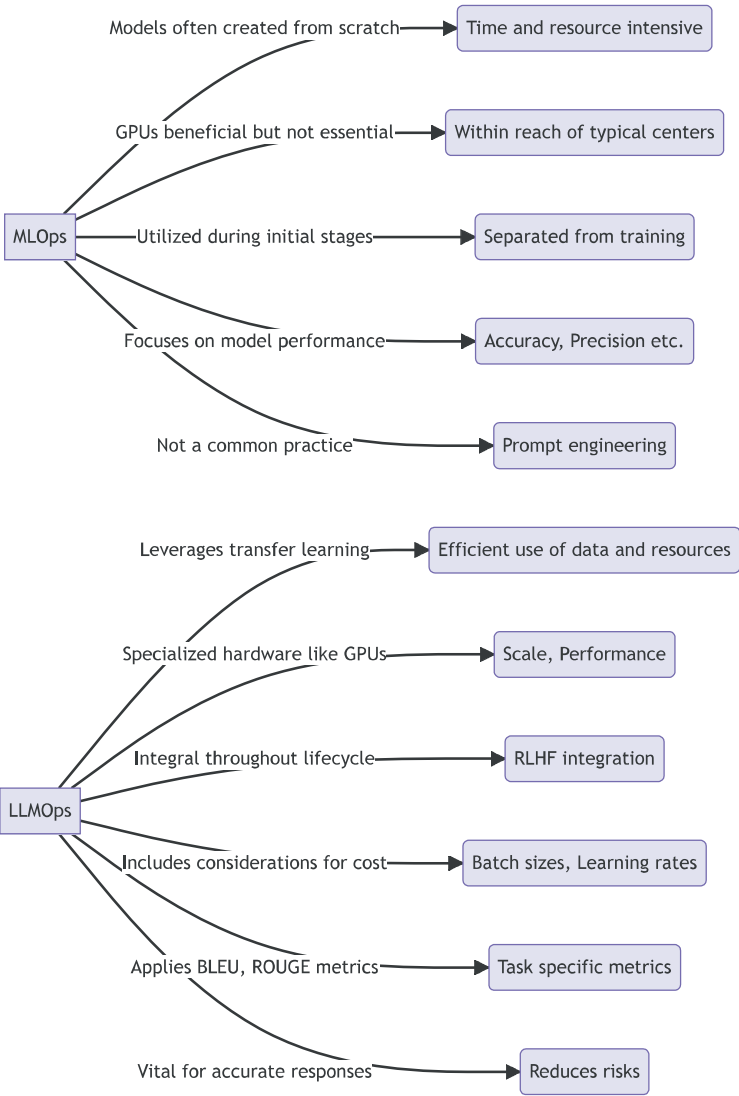 Models often created from scratch
Time and resource intensive
GPUs beneficial but not essential
Within reach of typical centers
MLOps
Utilized during initial stages
Separated from training
Focuses on model performance
Accuracy, Precision etc.
Not a common practice
Prompt engineering
Leverages transfer learning
Efficient use of data and resources
Specialized hardware like GPUs
Scale, Performance
Integral throughout lifecycle
RLHF integration
LLMOps
Includes considerations for cost
Batch sizes, Learning rates
Applies BLEU, ROUGE metrics
Task specific metrics
Vital for accurate responses
Reduces risks